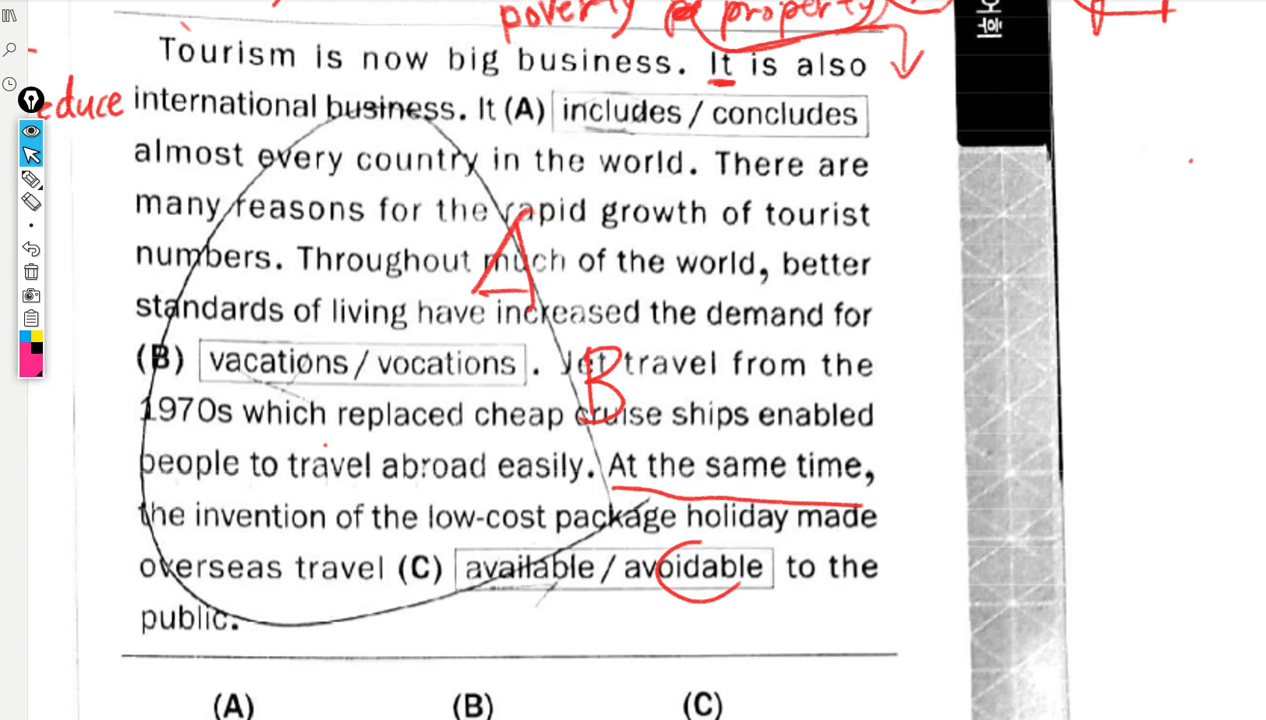 poverty property
Tourism is now big business. It is also
educe international business. It (A) includes / concludes
almost every country in the world. There are
many reasons for the rapid growth of tourist
numbers. Throughout much of the world, better
standards of living have increased the demand for
(B) vacations / vocations . Jet travel from the
1970s which replaced cheap cruise ships enabled
people to travel abroad easily. At the same time,
the invention of the low-cost package holiday made
overseas travel (C) available / avoidable to the
public.
(A) (B) (C)
A
B
C